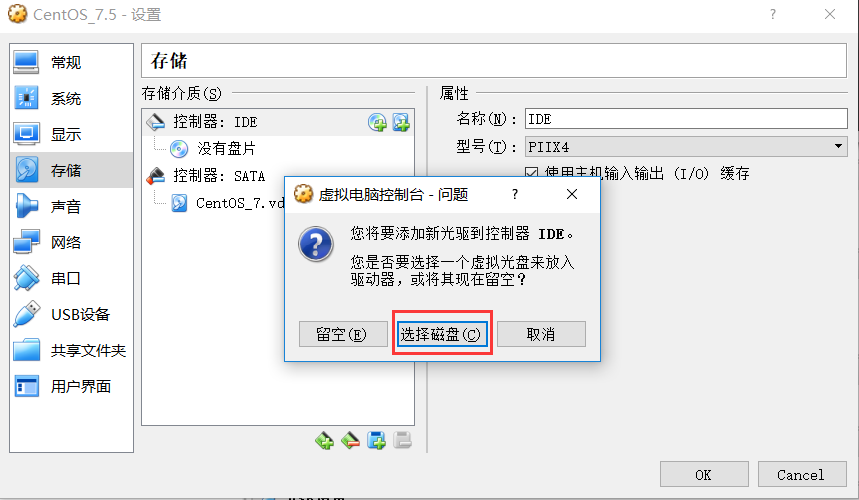 CentOS_7.5 - 设置
?
常规
系统
显示
存储
声音
网络
串口
USB设备
共享文件夹
用户界面
存储
存储介质(S)
控制器: IDE
没有盘片
控制器: SATA
CentOS_7.vd
属性
名称(N): IDE
型号(T): PIIX4
使用主机输入输出 (I/O) 缓存
虚拟电脑控制台 - 问题
?
您将要添加新光驱到控制器 IDE。
您是否要选择一个虚拟光盘来放入
驱动器，或将其现在留空？
留空(E)
选择磁盘(C)
取消
OK
Cancel